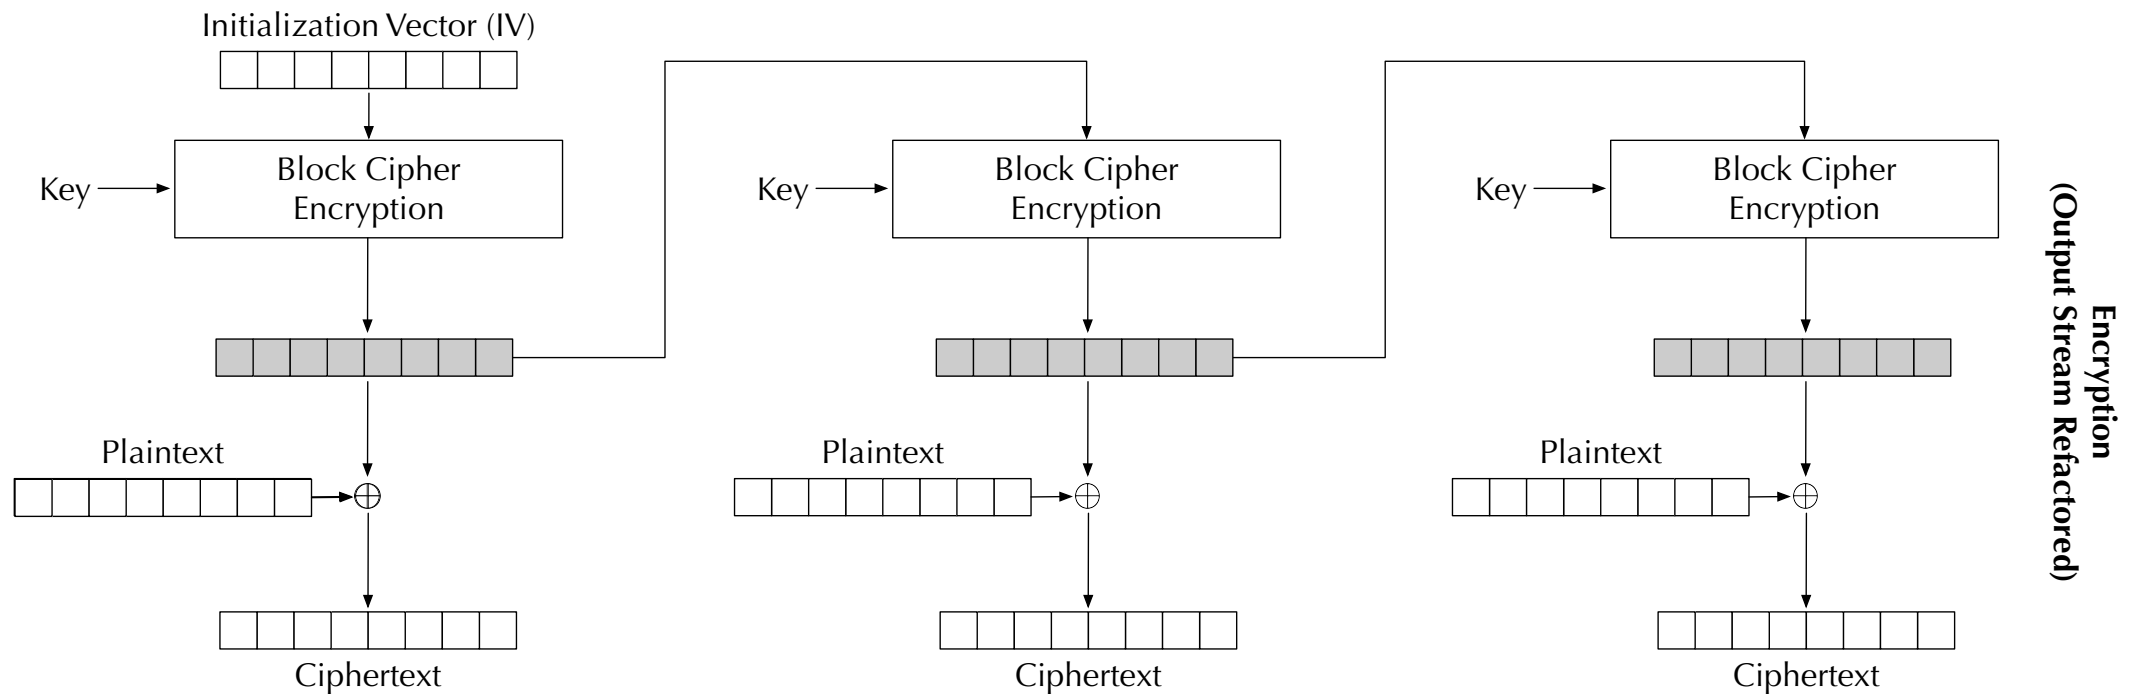 Initialization Vector (IV)
Key
Block Cipher
Encryption
Plaintext
Ciphertext
Key
Block Cipher
Encryption
Plaintext
Ciphertext
Key
Block Cipher
Encryption
Plaintext
Ciphertext
Encryption
(Output Stream Refactored)